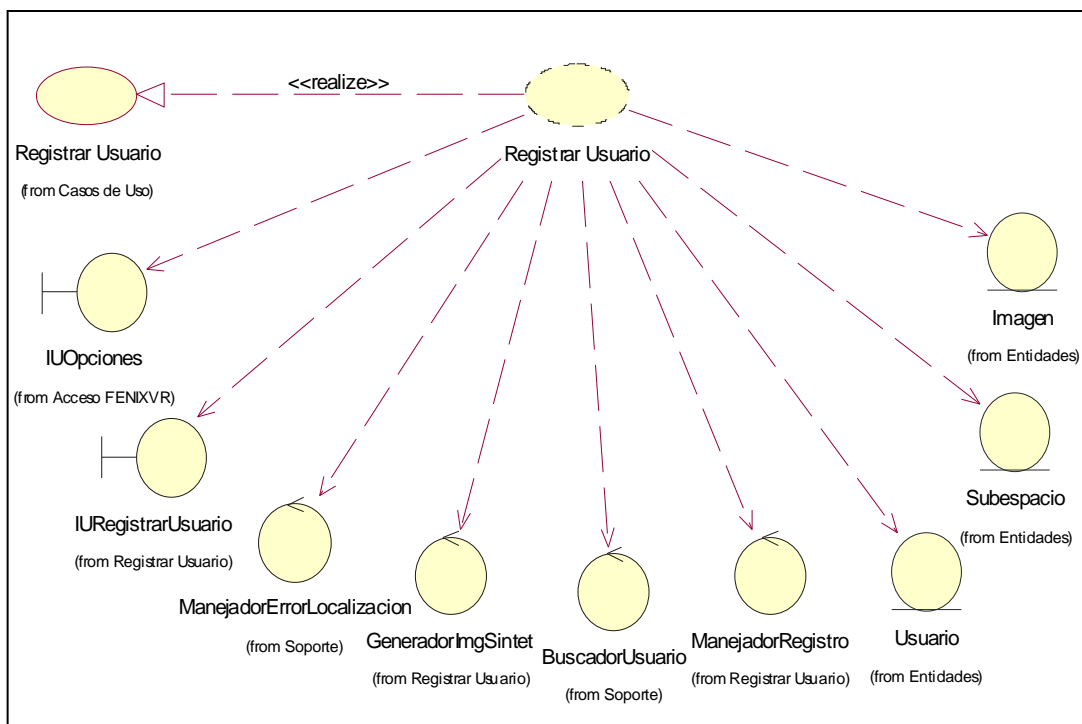 <<realize>>
Registrar Usuario
(from Casos de Uso)
Registrar Usuario
IUOpciones
(from Acceso FENIXVR)
Imagen
(from Entidades)
IURegistrarUsuario
(from Registrar Usuario)
Subespacio
(from Entidades)
ManejadorErrorLocalizacion
(from Soporte)
GeneradorImgSintet
(from Registrar Usuario)
BuscadorUsuario
(from Soporte)
ManejadorRegistro
(from Registrar Usuario)
Usuario
(from Entidades)